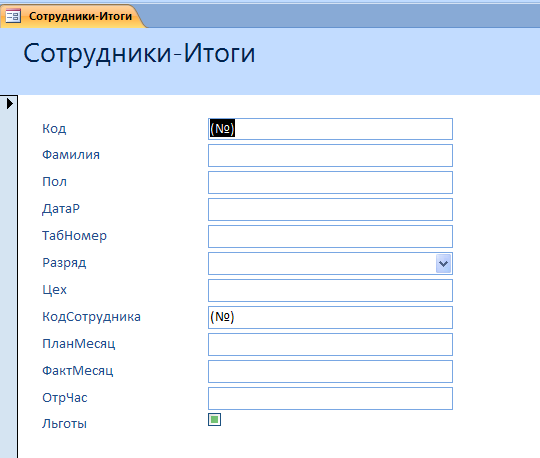 Сотрудники-Итоги
Сотрудники-Итоги
Код (№)
Фамилия
Пол
ДатаР
ТабНомер
Разряд
Цех
КодСотрудника (№)
ПланМесяц
ФактМесяц
ОтрЧас
Льготы